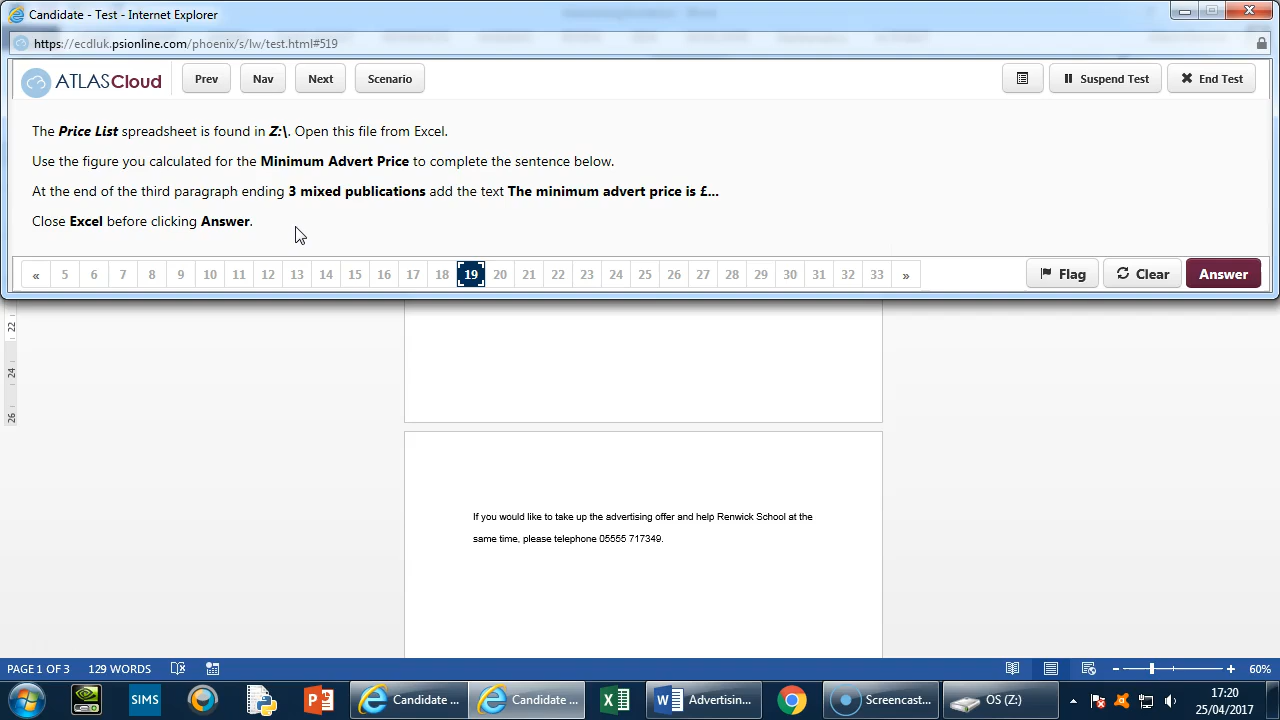 Candidate - Test - Internet Explorer
https://ecdluk.psionline.com/phoenix/s/lw/test.html#519
ATLASCloud Prev Nav Next Scenario Suspend Test End Test
The Price List spreadsheet is found in Z:\. Open this file from Excel.
Use the figure you calculated for the Minimum Advert Price to complete the sentence below.
At the end of the third paragraph ending 3 mixed publications add the text The minimum advert price is £...
Close Excel before clicking Answer.
« 5 6 7 8 9 10 11 12 13 14 15 16 17 18 19 20 21 22 23 24 25 26 27 28 29 30 31 32 33 » Flag Clear Answer
22
24
26
If you would like to take up the advertising offer and help Renwick School at the
same time, please telephone 05555 717349.
PAGE 1 OF 3 129 WORDS 60%
SIMS Candidate ... Candidate ... Advertisin... Screencast... OS (Z:) 17:20
25/04/2017